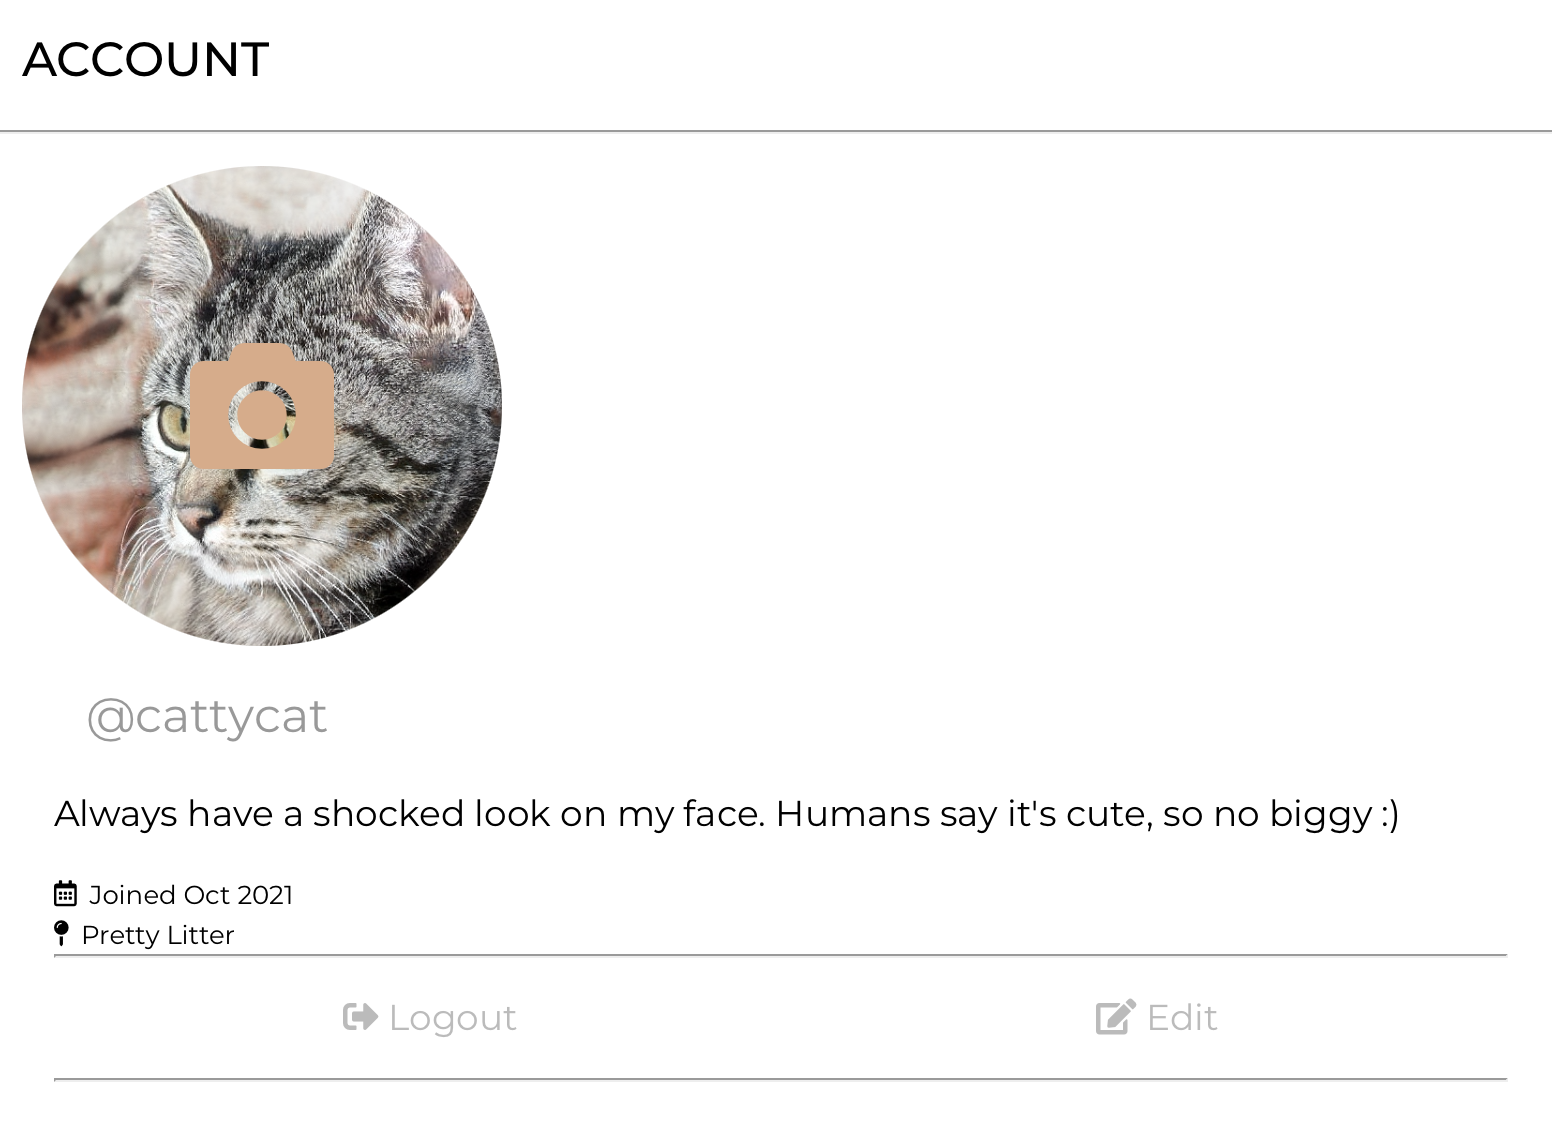 ACCOUNT
@cattycat
Always have a shocked look on my face. Humans say it's cute, so no biggy :)
Joined Oct 2021
Pretty Litter
Logout Edit